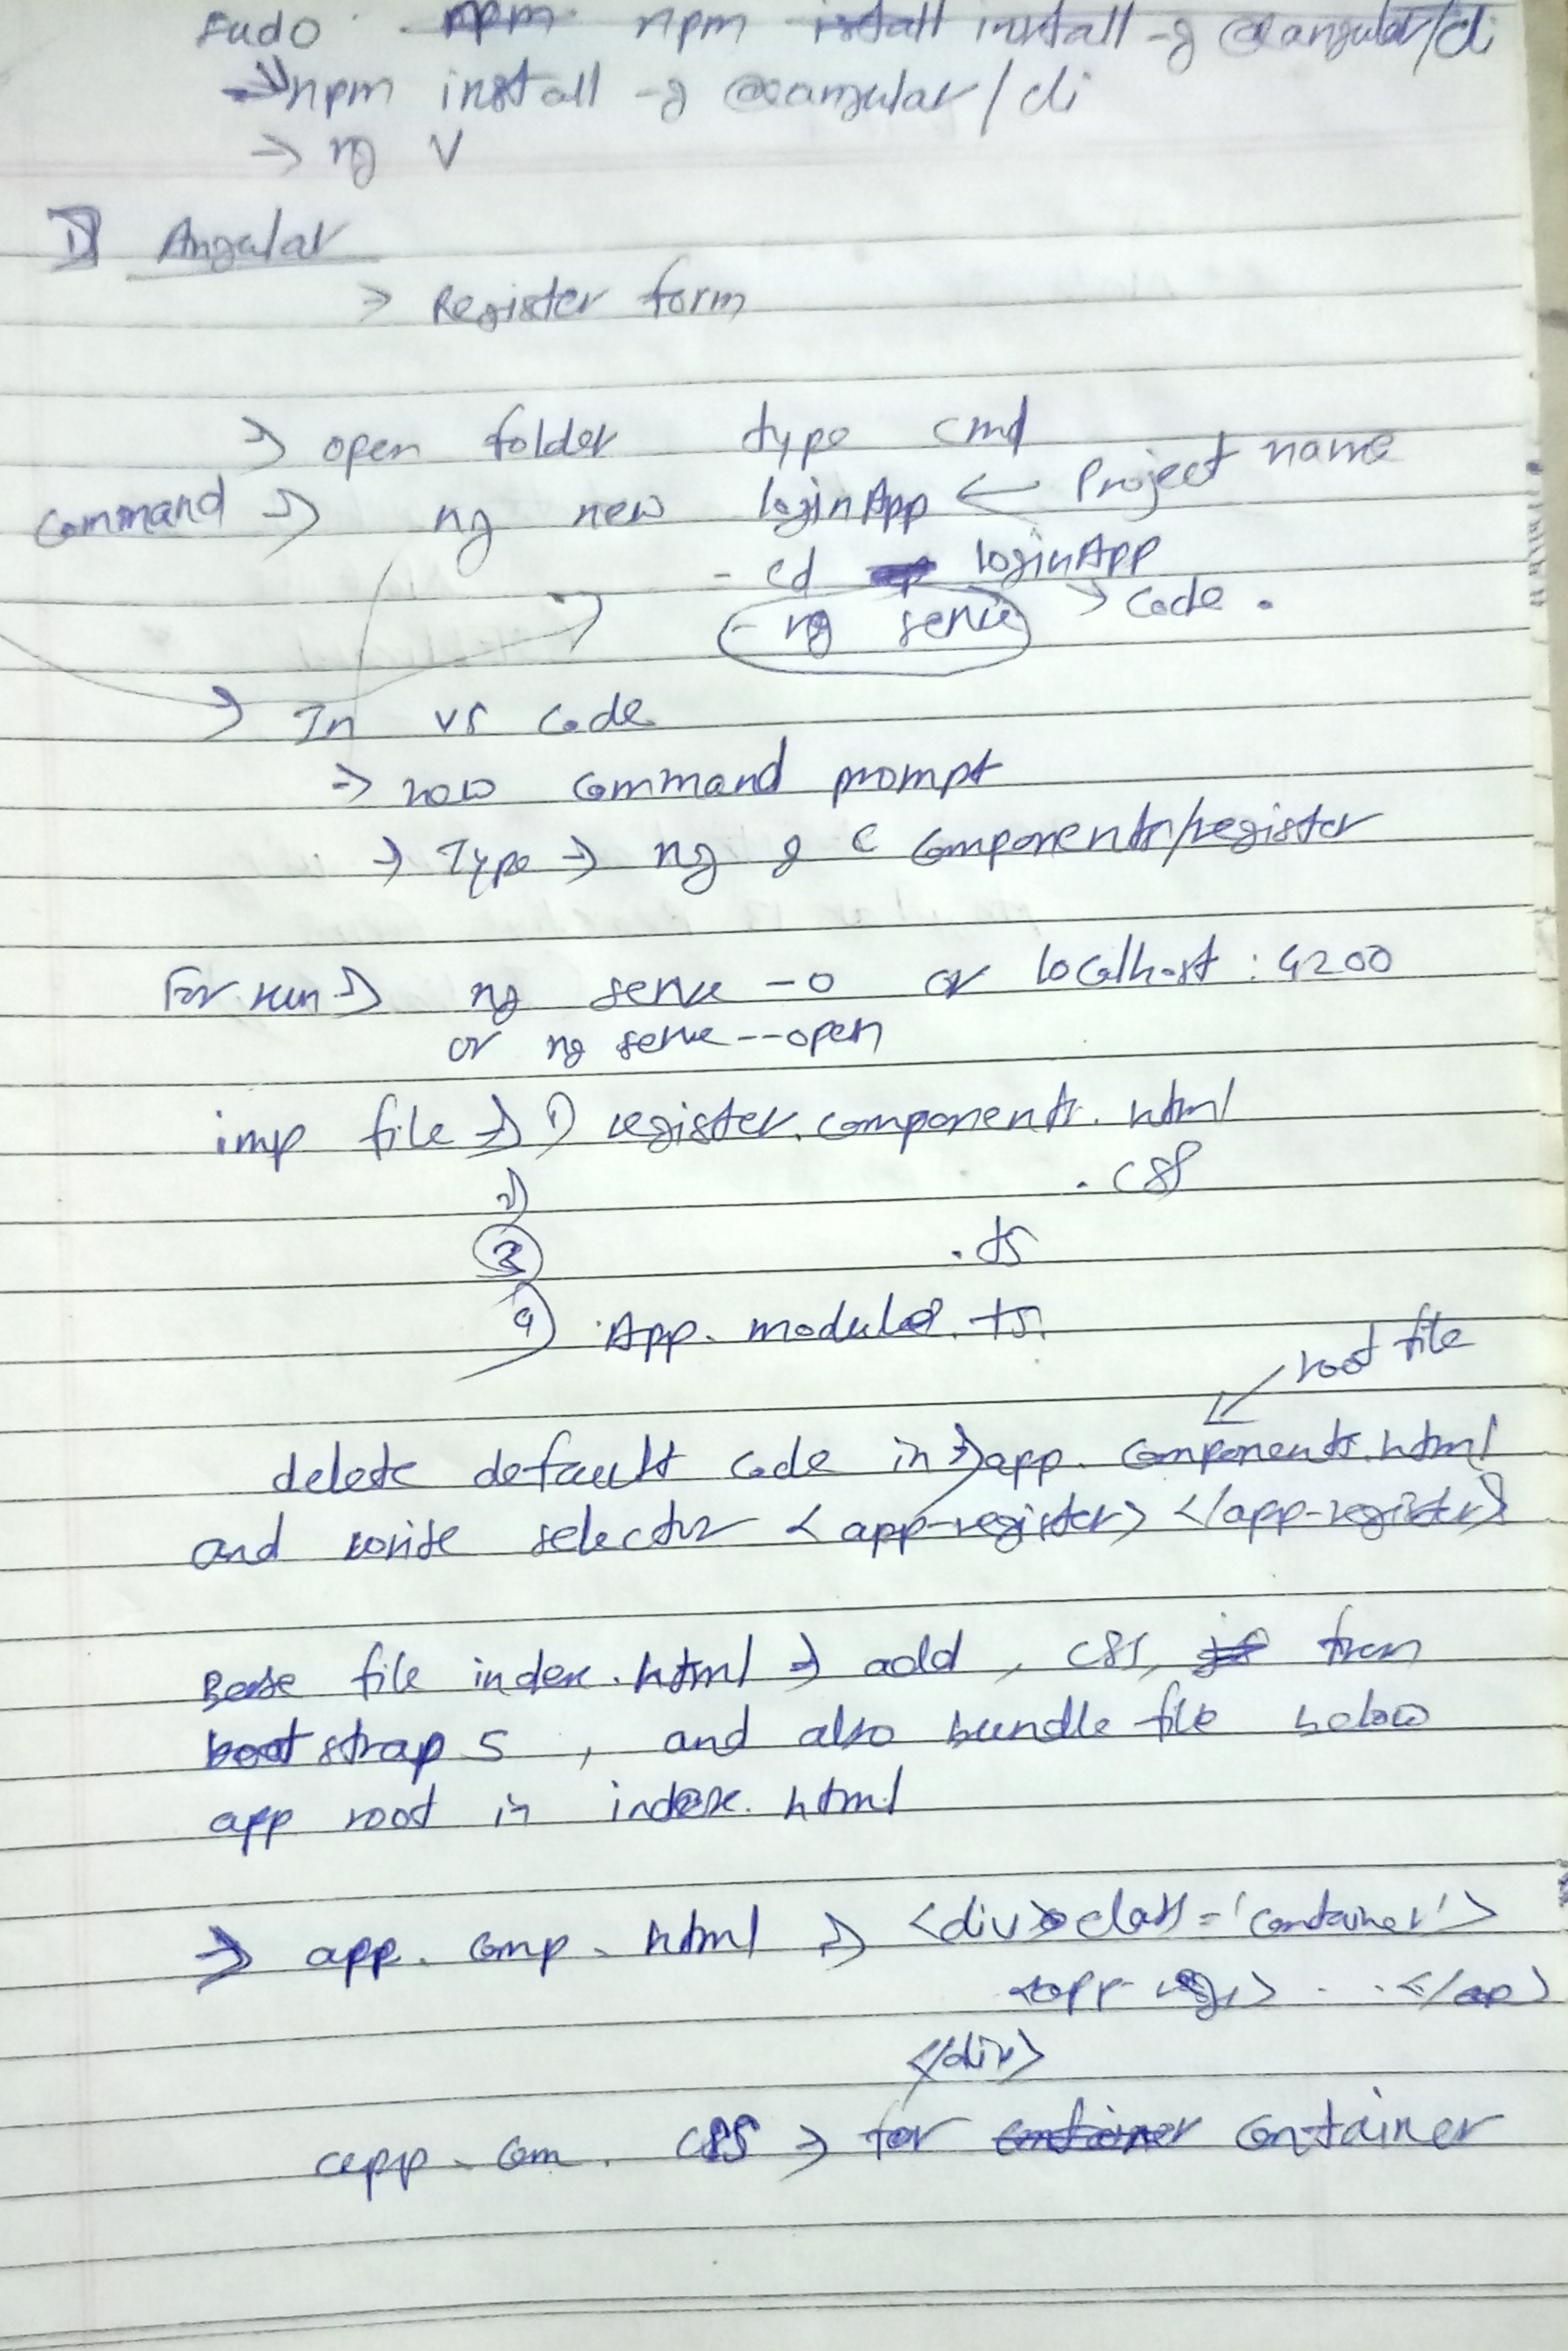 sudo npm install -g @angular/cli
→ npm install -g @angular/cli
→ ng v
1) Angular
→ Register form
→ open folder type cmd
Command → ng new loginApp ← Project name
- cd loginApp
- ng serve → code .
→ In vs code
→ new command prompt
→ Type → ng g c components/register
For run → ng serve -o or localhost : 4200
or ng serve --open
imp file → 1) register.components.html
2) .css
3) .ts
4) App.module.ts
root file
delete default code in → app.components.html
and write selector <app-register> </app-register>
Base file index.html → add, css, from
bootstrap 5, and also bundle file below
app root in index.html
→ app.comp.html → <div class='container'>
<app-regi> . . </ap>
</div>
app.com.css → for container